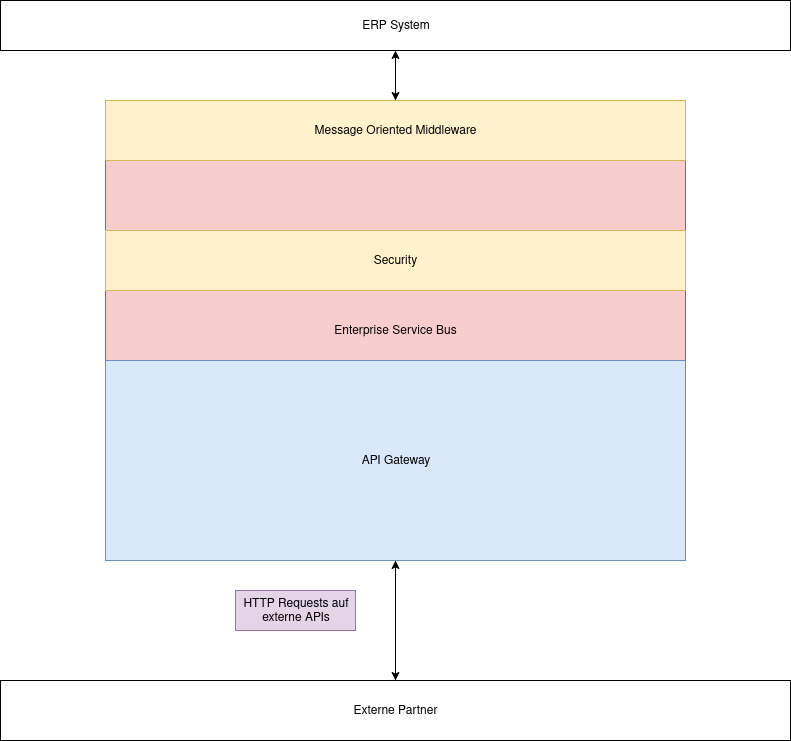 ERP System
Message Oriented Middleware
Security
Enterprise Service Bus
API Gateway
HTTP Requests auf
externe APIs
Externe Partner